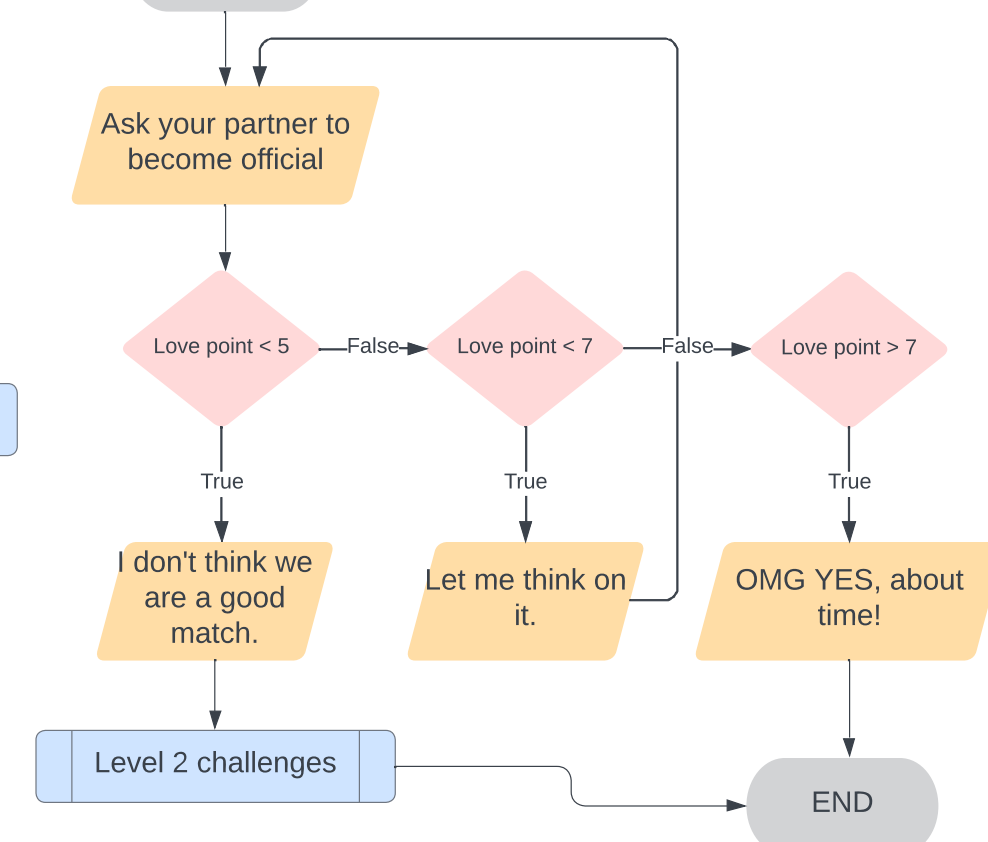 Ask your partner to
become official
Love point < 5
False
Love point < 7
False
Love point > 7
True
True
True
I don't think we
are a good
match.
Let me think on
it.
OMG YES, about
time!
Level 2 challenges
END